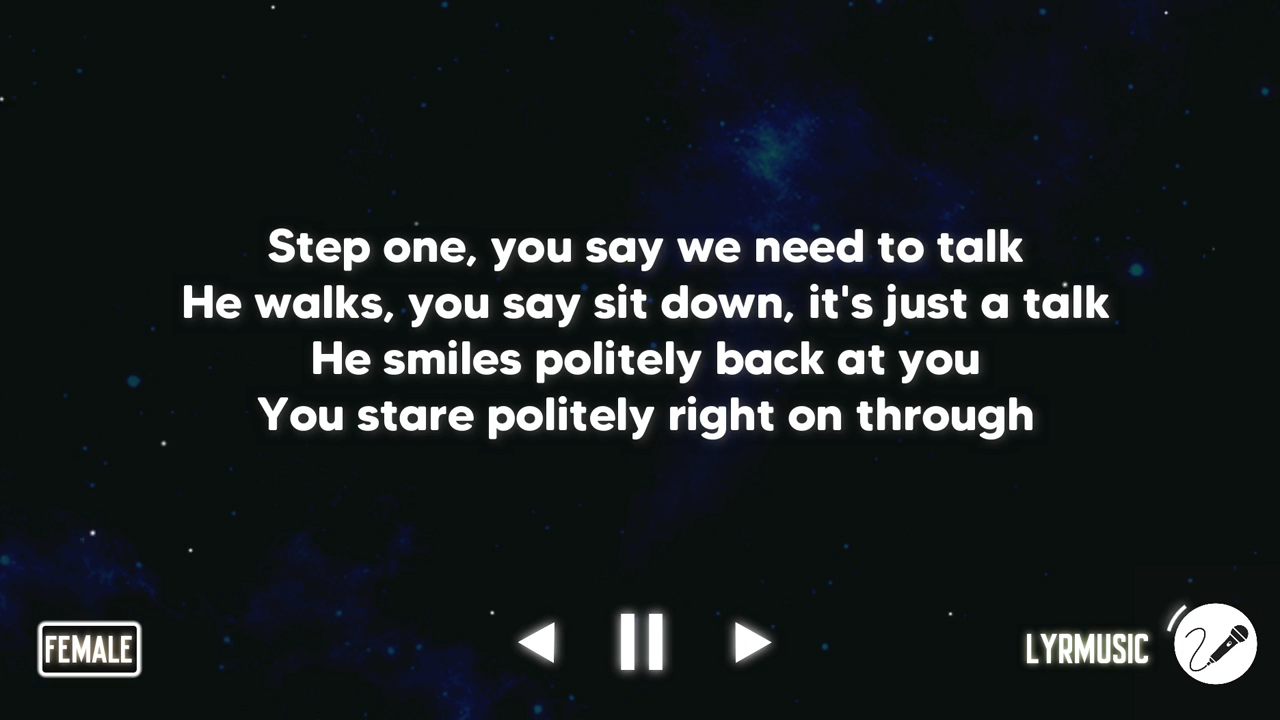 Step one, you say we need to talk
He walks, you say sit down, it's just a talk
He smiles politely back at you
You stare politely right on through
FEMALE
LYRMUSIC